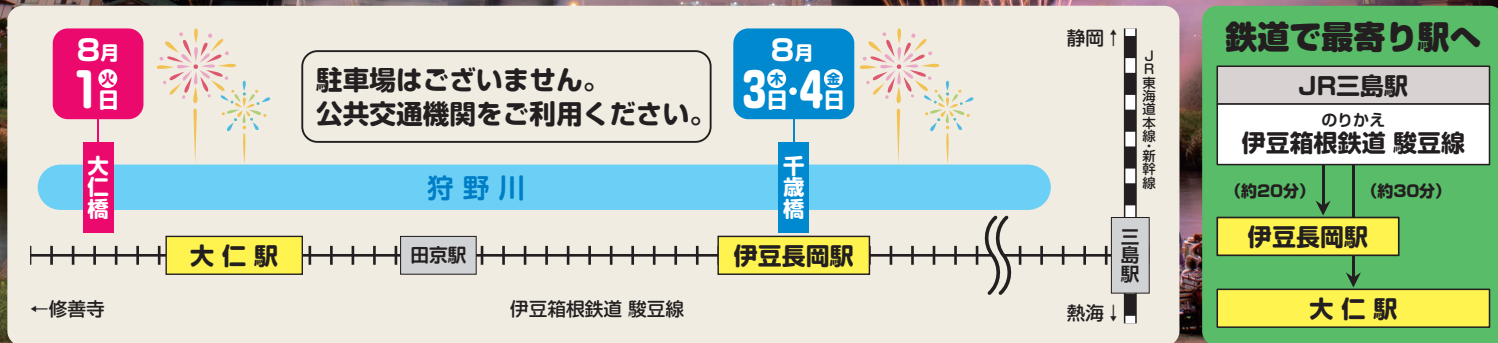 8月
1日
火
駐車場はございません。
公共交通機関をご利用ください。
8月
3日・4日
木 金
静岡↑
JR東海道本線・新幹線
大仁橋
狩野川
千歳橋
大仁駅
田京駅
伊豆長岡駅
三島駅
←修善寺
伊豆箱根鉄道 駿豆線
熱海↓
鉄道で最寄り駅へ
JR三島駅
のりかえ
伊豆箱根鉄道 駿豆線
(約20分)
(約30分)
伊豆長岡駅
大仁駅